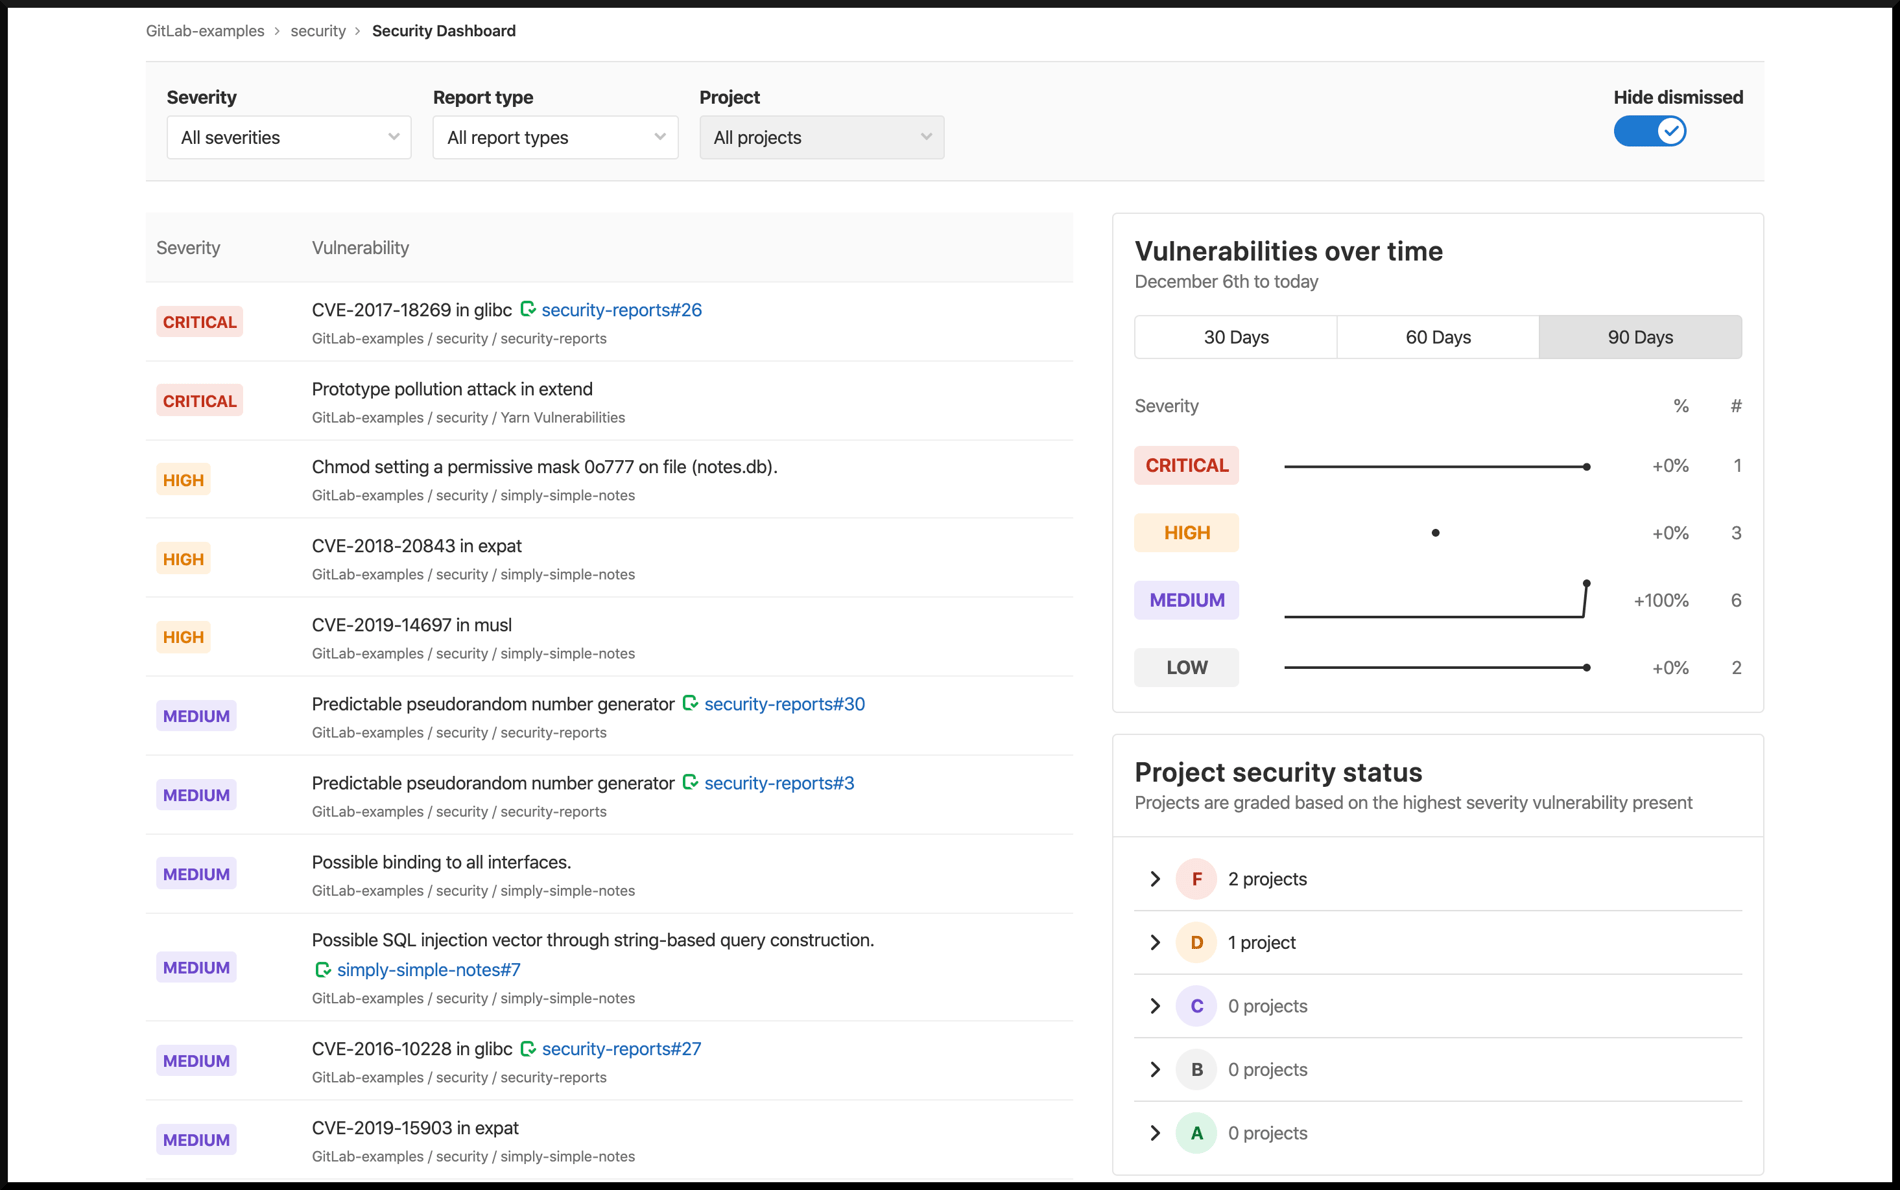 GitLab-examples > security > Security Dashboard
Severity
Report type
Project
Hide dismissed
All severities
All report types
All projects
Severity
Vulnerability
CRITICAL
CVE-2017-18269 in glibc security-reports#26
GitLab-examples / security / security-reports
CRITICAL
Prototype pollution attack in extend
GitLab-examples / security / Yarn Vulnerabilities
HIGH
Chmod setting a permissive mask 0o777 on file (notes.db).
GitLab-examples / security / simply-simple-notes
HIGH
CVE-2018-20843 in expat
GitLab-examples / security / simply-simple-notes
HIGH
CVE-2019-14697 in musl
GitLab-examples / security / simply-simple-notes
MEDIUM
Predictable pseudorandom number generator security-reports#30
GitLab-examples / security / security-reports
MEDIUM
Predictable pseudorandom number generator security-reports#3
GitLab-examples / security / security-reports
MEDIUM
Possible binding to all interfaces.
GitLab-examples / security / simply-simple-notes
MEDIUM
Possible SQL injection vector through string-based query construction.
simply-simple-notes#7
GitLab-examples / security / simply-simple-notes
MEDIUM
CVE-2016-10228 in glibc security-reports#27
GitLab-examples / security / security-reports
MEDIUM
CVE-2019-15903 in expat
GitLab-examples / security / simply-simple-notes
Vulnerabilities over time
December 6th to today
30 Days
60 Days
90 Days
Severity % #
CRITICAL +0% 1
HIGH +0% 3
MEDIUM +100% 6
LOW +0% 2
Project security status
Projects are graded based on the highest severity vulnerability present
F 2 projects
D 1 project
C 0 projects
B 0 projects
A 0 projects